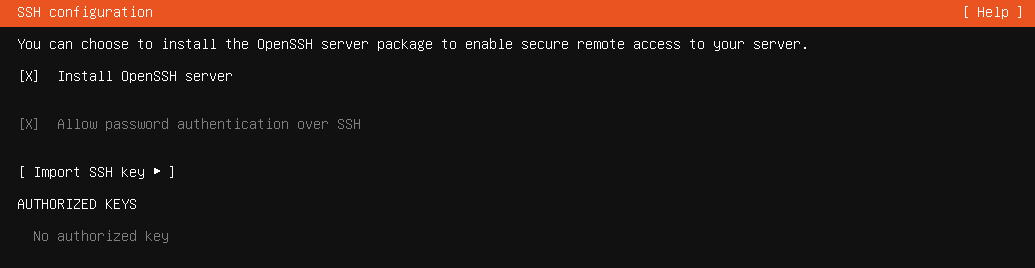 SSH configuration [ Help ]
You can choose to install the OpenSSH server package to enable secure remote access to your server.
[X] Install OpenSSH server
[X] Allow password authentication over SSH
[ Import SSH key ▸ ]
AUTHORIZED KEYS
No authorized key